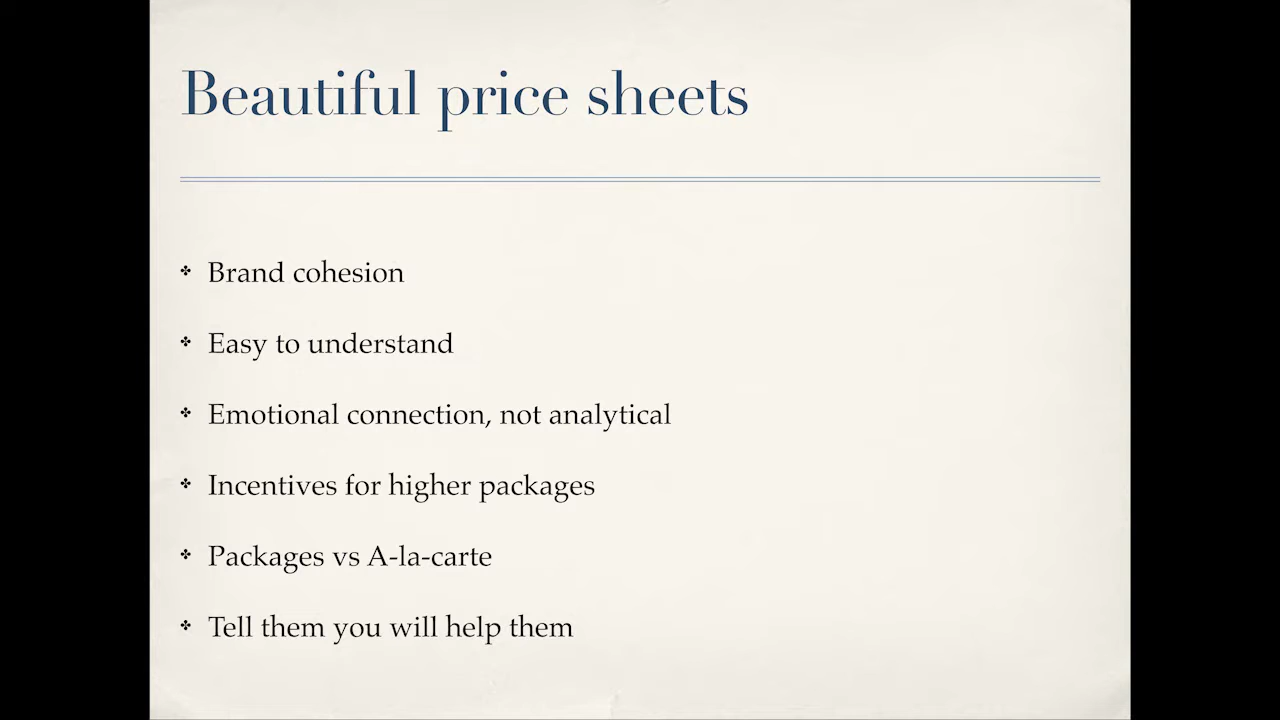 Beautiful price sheets
Brand cohesion
Easy to understand
Emotional connection, not analytical
Incentives for higher packages
Packages vs A-la-carte
Tell them you will help them